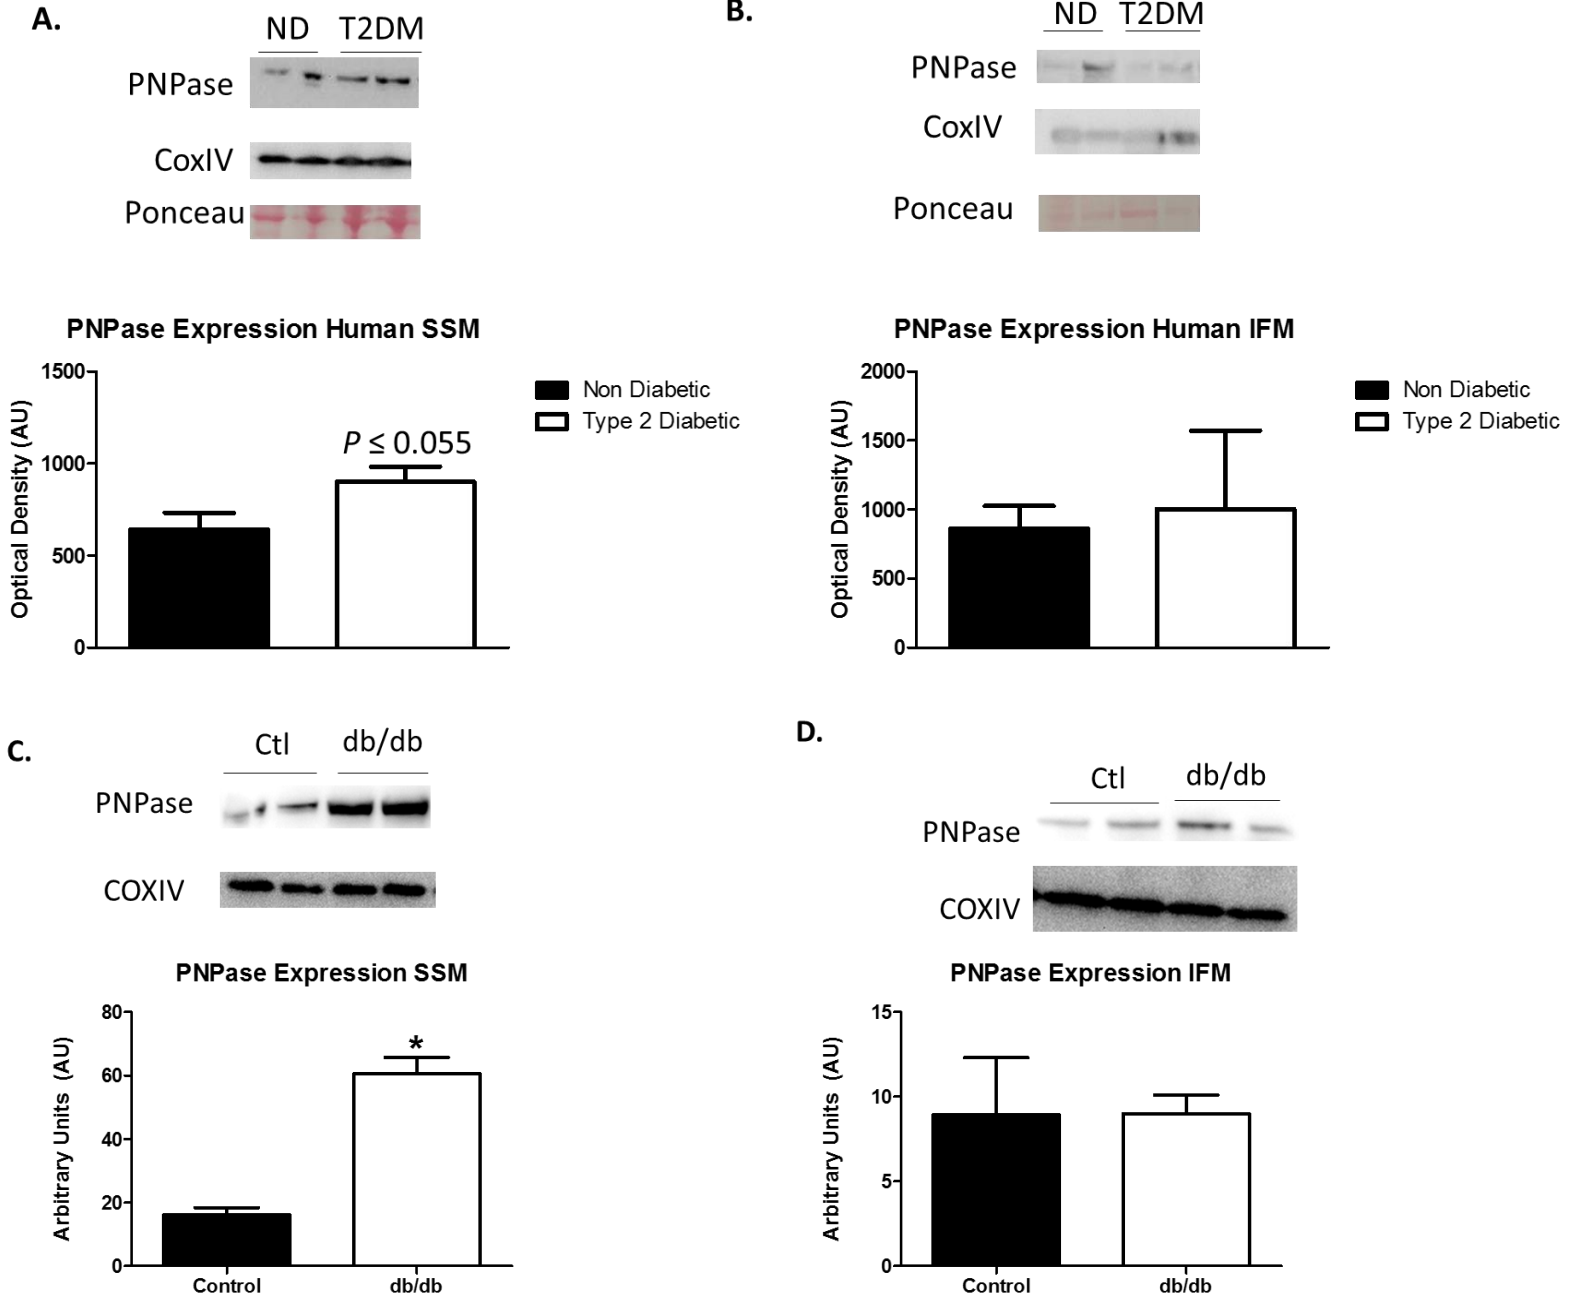 A.
ND T2DM
PNPase
CoxIV
Ponceau
PNPase Expression Human SSM
1500
1000
500
0
Optical Density (AU)
P ≤ 0.055
Non Diabetic
Type 2 Diabetic
B.
ND T2DM
PNPase
CoxIV
Ponceau
PNPase Expression Human IFM
2000
1500
1000
500
0
Optical Density (AU)
Non Diabetic
Type 2 Diabetic
C.
Ctl db/db
PNPase
COXIV
PNPase Expression SSM
80
60
40
20
0
Arbitrary Units (AU)
*
Control db/db
D.
Ctl db/db
PNPase
COXIV
PNPase Expression IFM
15
10
5
0
Arbitrary Units (AU)
Control db/db